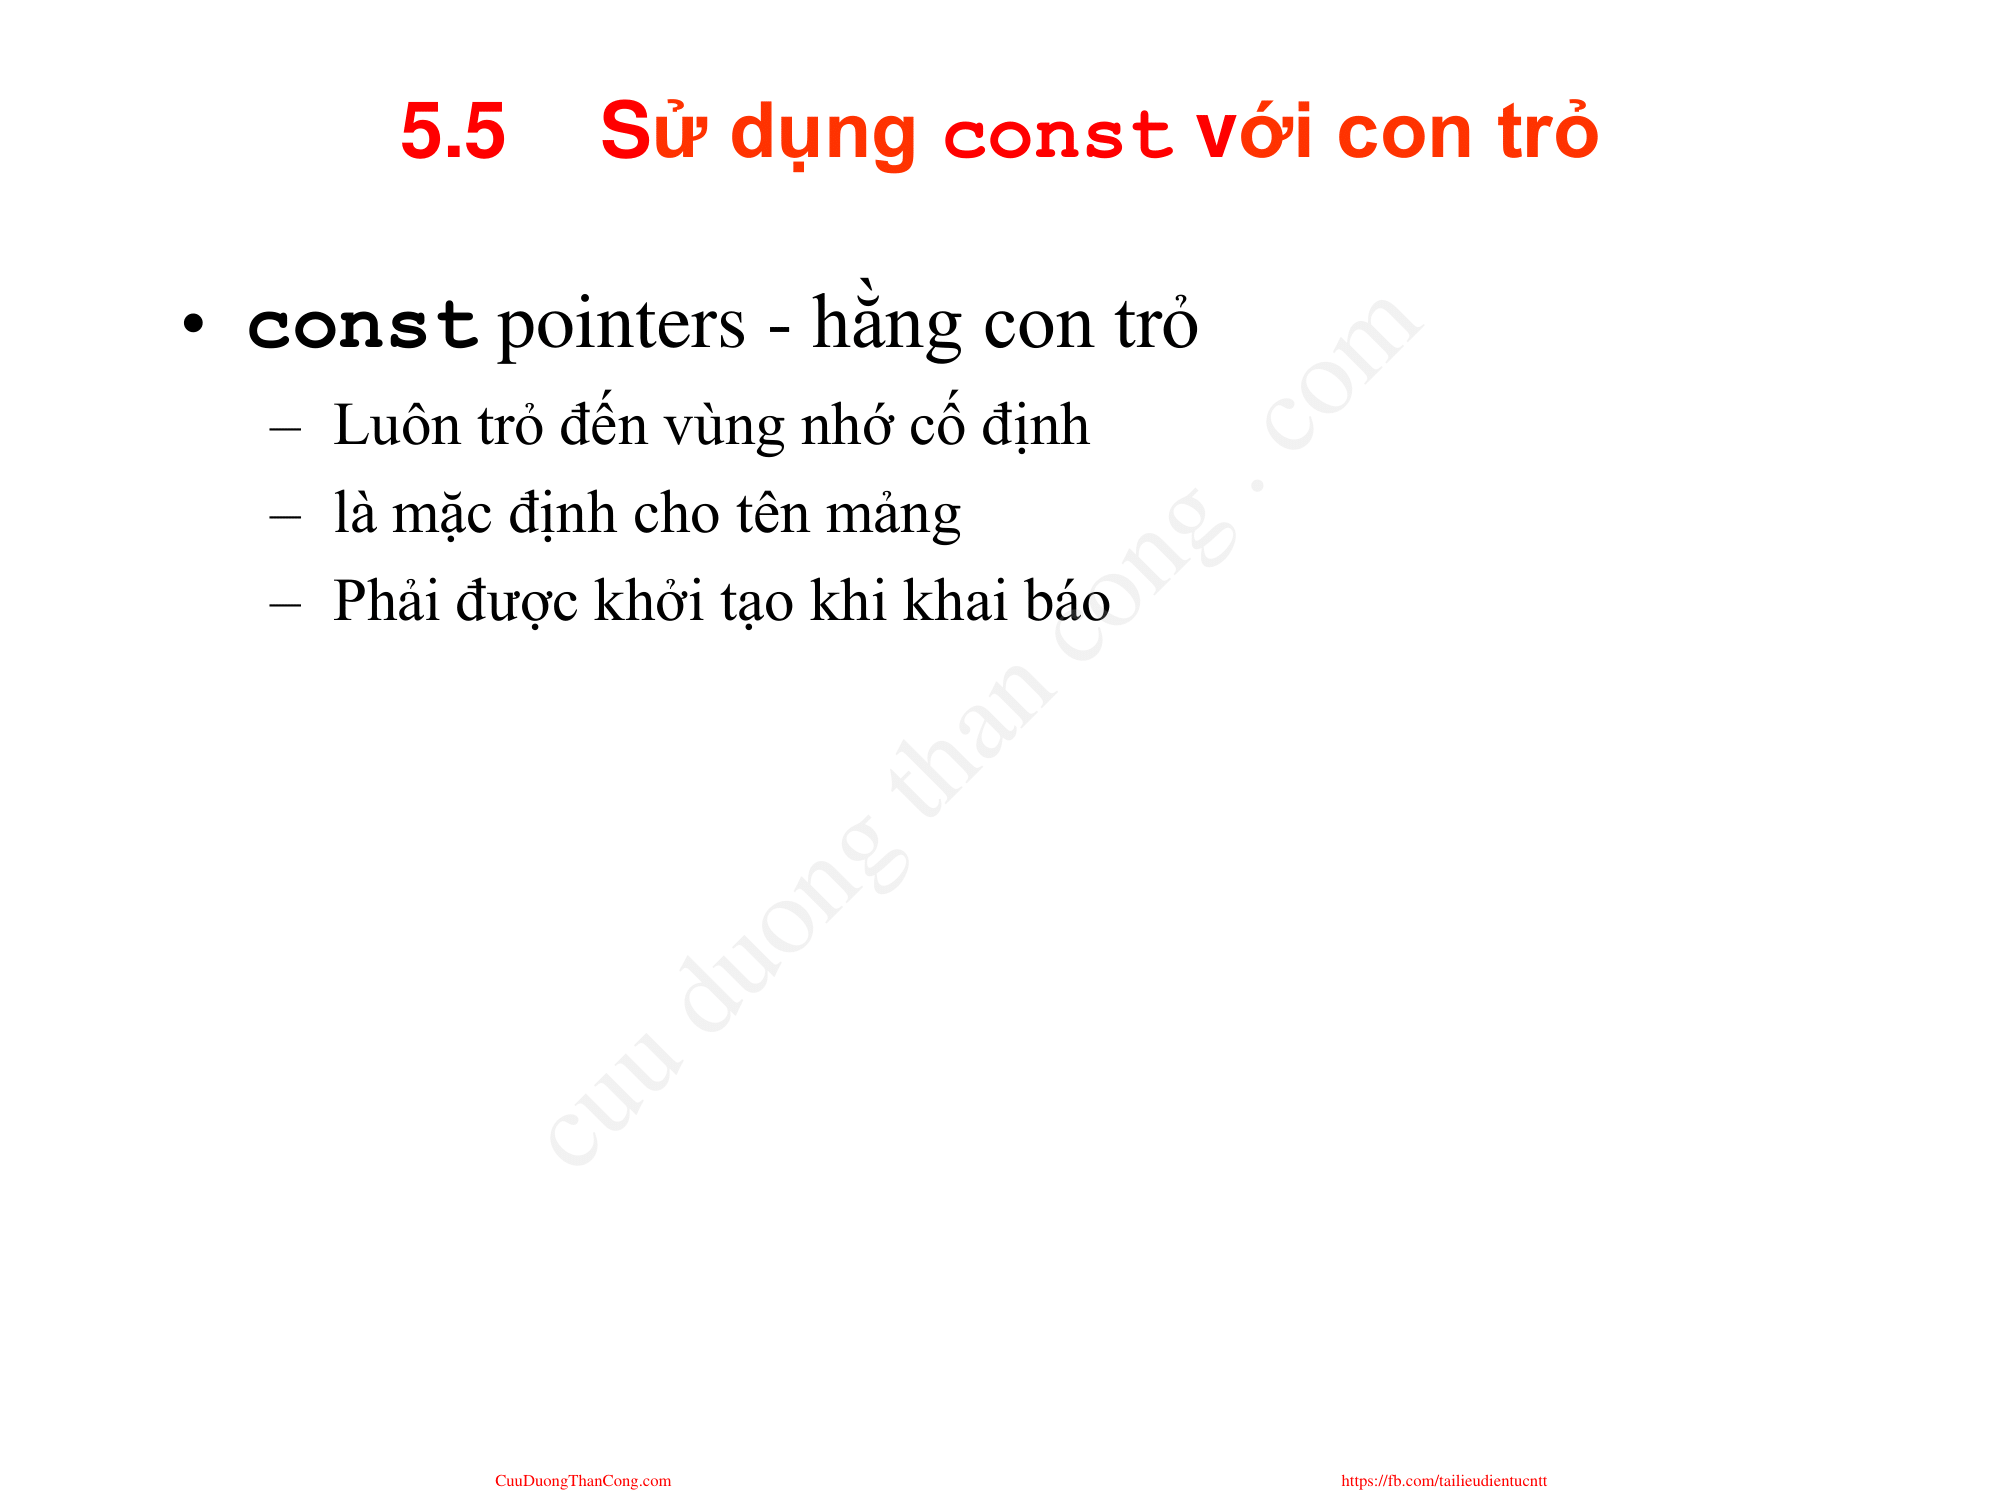 5.5 Sử dụng const với con trỏ
• const pointers - hằng con trỏ
– Luôn trỏ đến vùng nhớ cố định
– là mặc định cho tên mảng
– Phải được khởi tạo khi khai báo
cuu duong than cong . com
CuuDuongThanCong.com
https://fb.com/tailieudientucntt